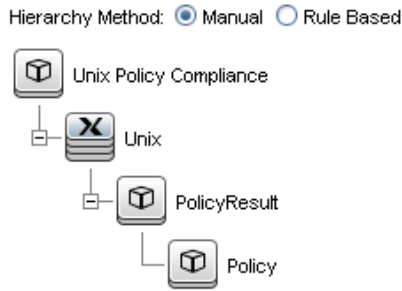 Hierarchy Method: Manual Rule Based
Unix Policy Compliance
Unix
PolicyResult
Policy